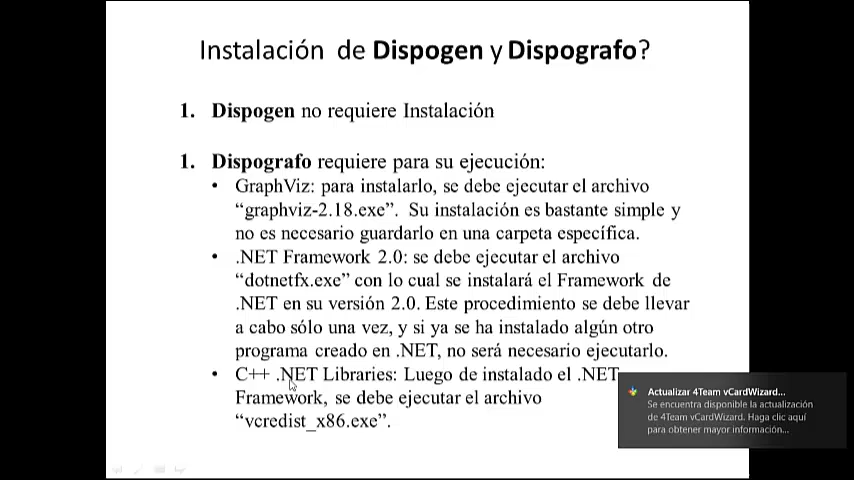 Instalación de Dispogen y Dispografo?
1. Dispogen no requiere Instalación
1. Dispografo requiere para su ejecución:
• GraphViz: para instalarlo, se debe ejecutar el archivo
“graphviz-2.18.exe”. Su instalación es bastante simple y
no es necesario guardarlo en una carpeta específica.
• .NET Framework 2.0: se debe ejecutar el archivo
“dotnetfx.exe” con lo cual se instalará el Framework de
.NET en su versión 2.0. Este procedimiento se debe llevar
a cabo sólo una vez, y si ya se ha instalado algún otro
programa creado en .NET, no será necesario ejecutarlo.
• C++ .NET Libraries: Luego de instalado el .NET
Framework, se debe ejecutar el archivo
“vcredist_x86.exe”.
Actualizar 4Team vCardWizard...
Se encuentra disponible la actualización
de 4Team vCardWizard. Haga clic aquí
para obtener mayor información...